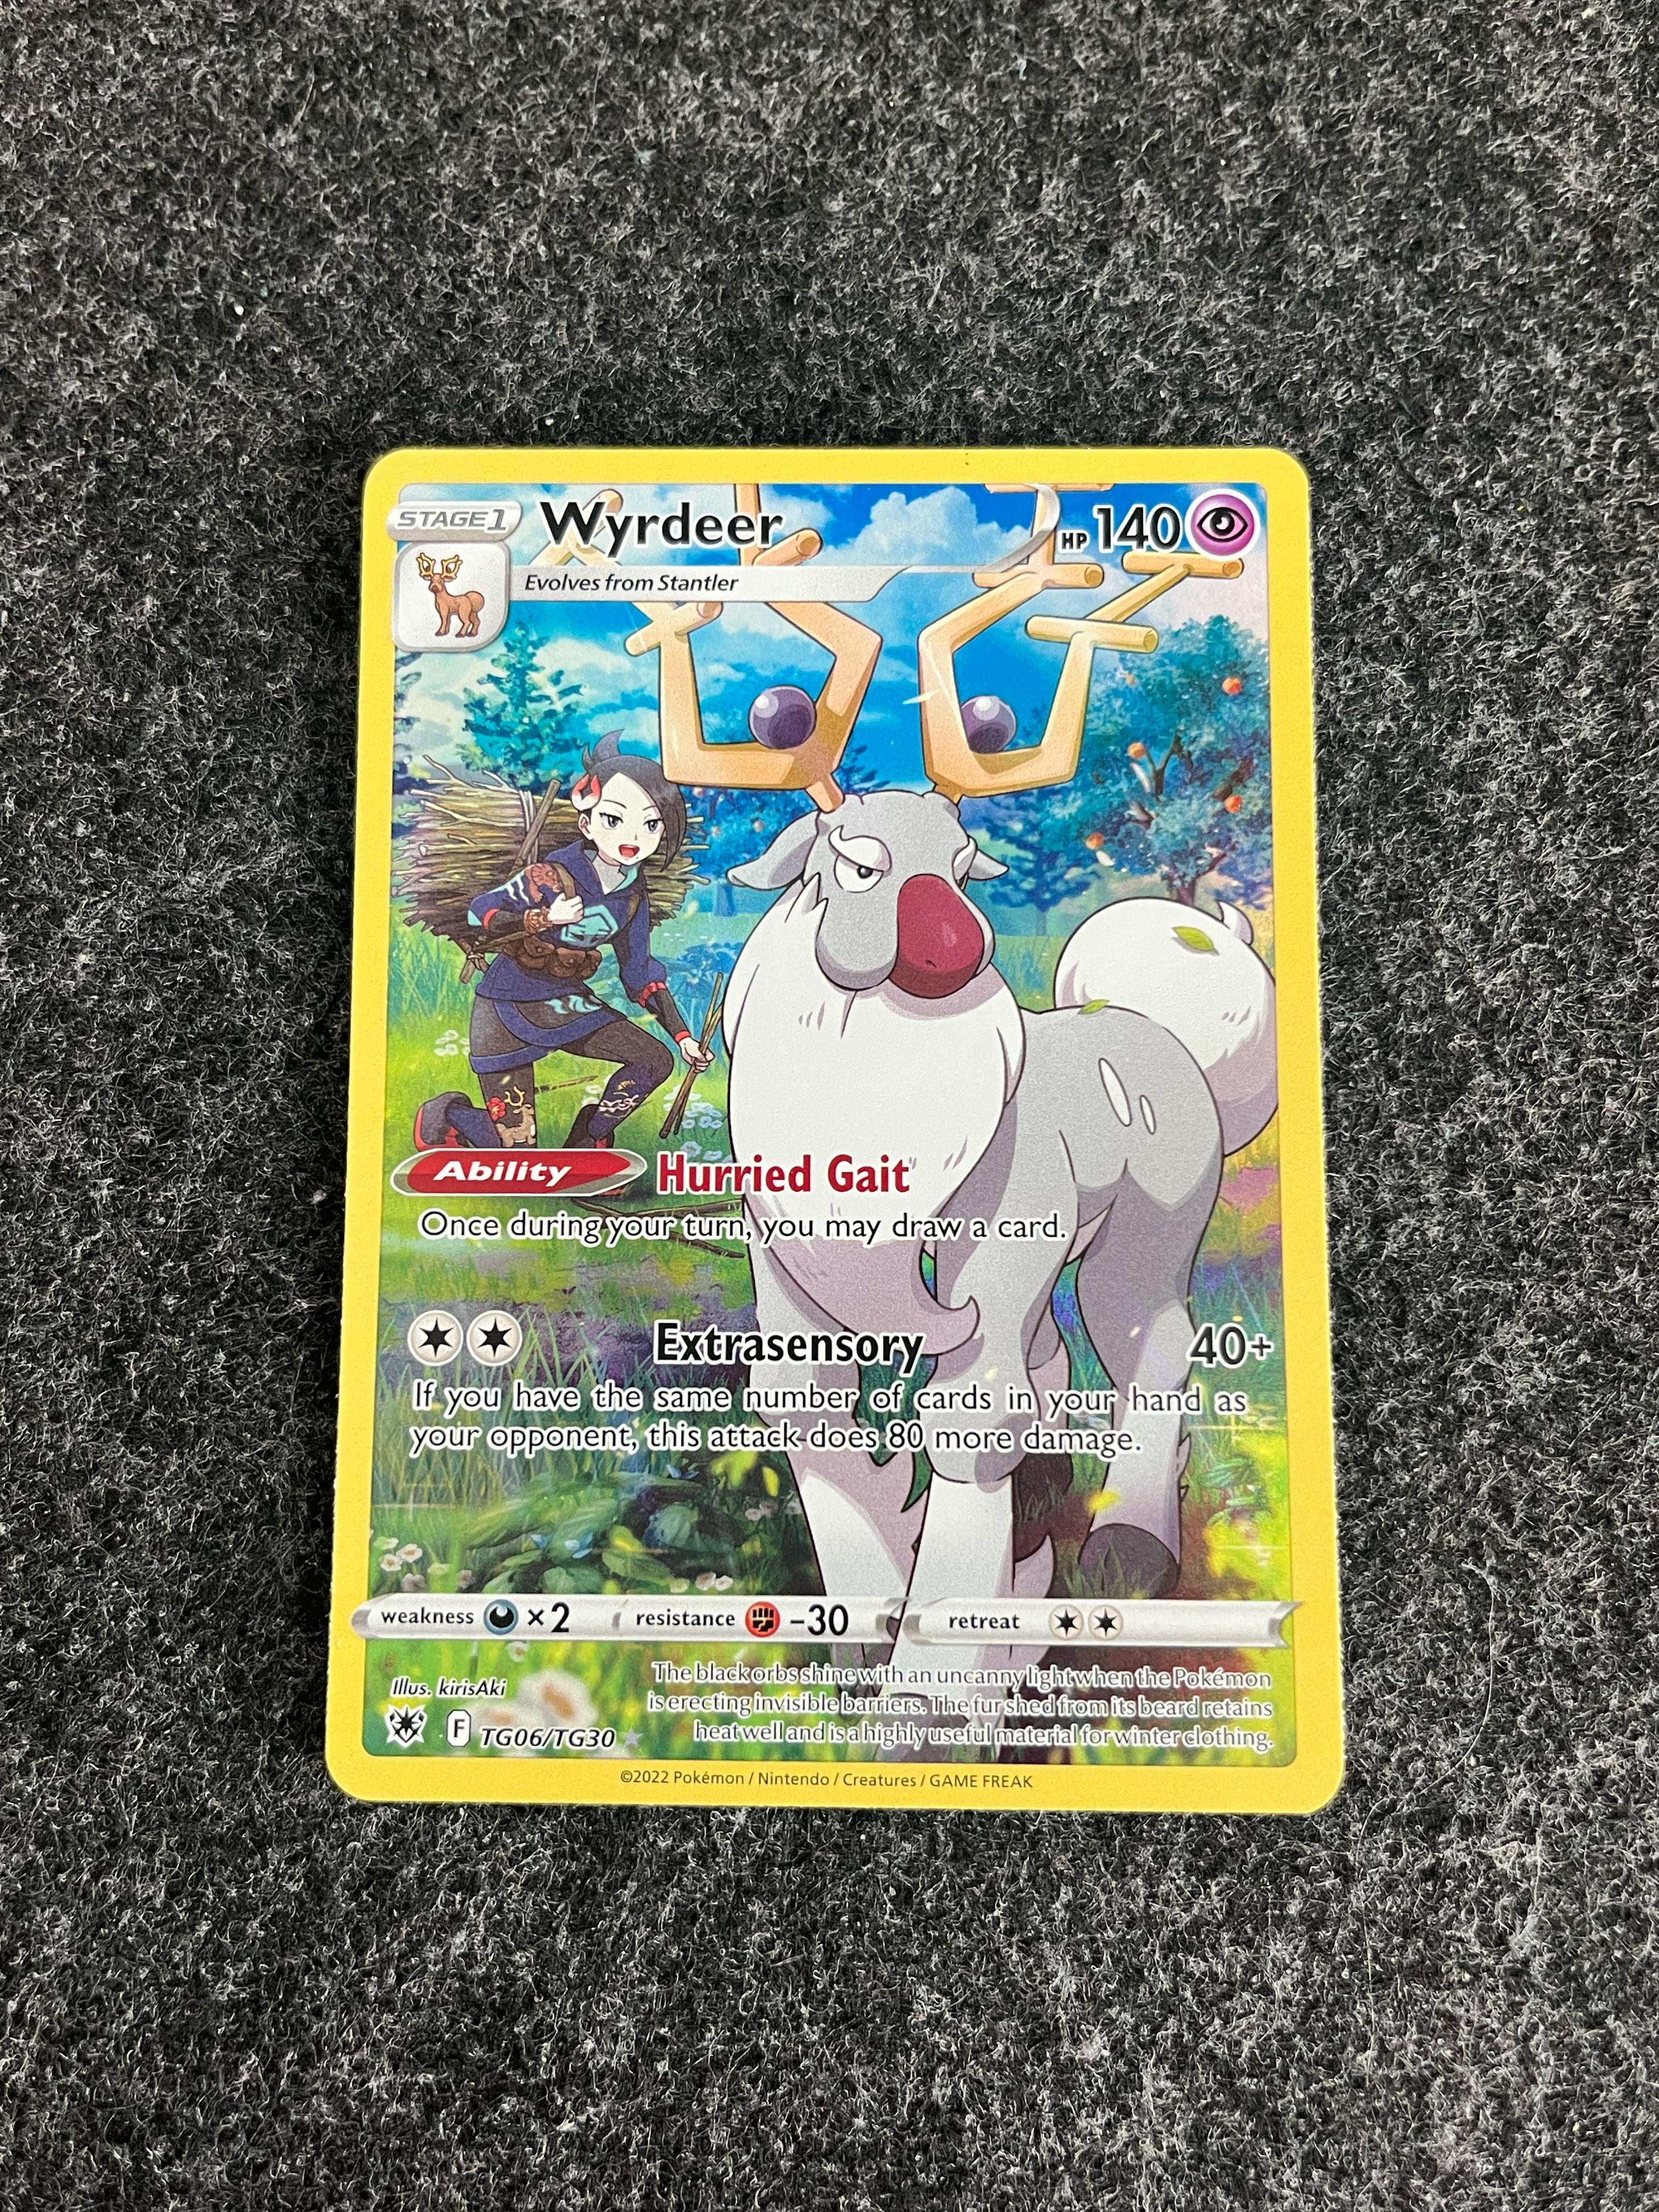 STAGE 1
Wyrdeer
HP 140
Evolves from Stantler
Ability Hurried Gait
Once during your turn, you may draw a card.
Extrasensory 40+
If you have the same number of cards in your hand as
your opponent, this attack does 80 more damage.
weakness ×2 resistance -30 retreat
Illus. kirisAki
The black orbs shine with an uncanny light when the Pokémon
is erecting invisible barriers. The fur shed from its beard retains
heat well and is a highly useful material for winter clothing.
F TG06/TG30
©2022 Pokémon / Nintendo / Creatures / GAME FREAK